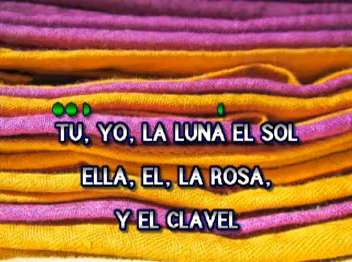 TU, YO, LA LUNA EL SOL
ELLA, EL, LA ROSA,
Y EL CLAVEL